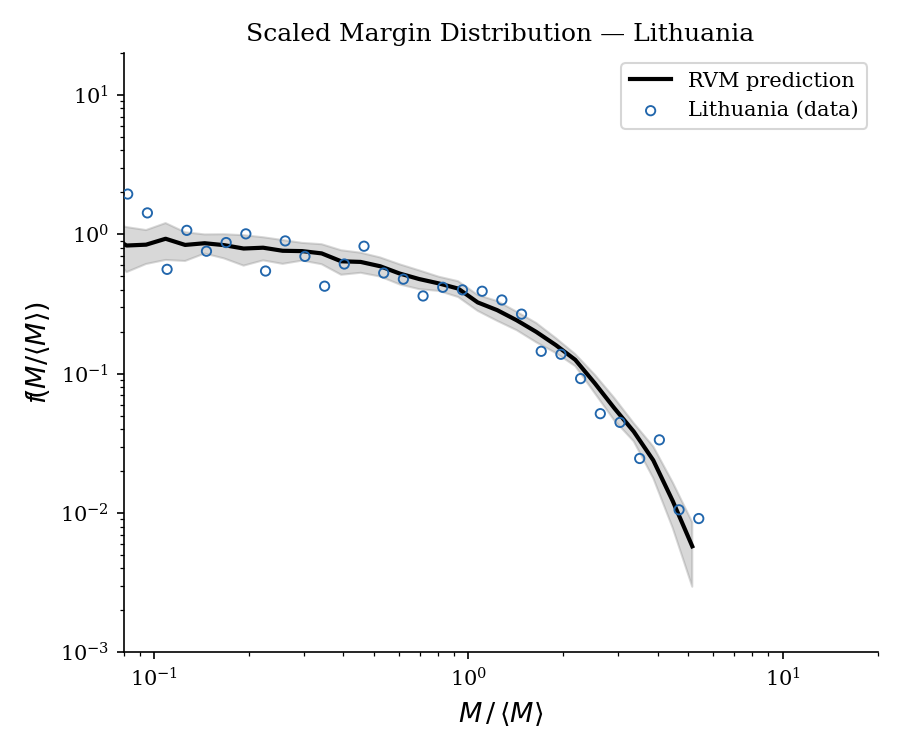 Scaled Margin Distribution — Lithuania
RVM prediction
Lithuania (data)
10¹
10⁰
10⁻¹
10⁻²
10⁻³
f(M/⟨M⟩)
10⁻¹
10⁰
10¹
M / ⟨M⟩